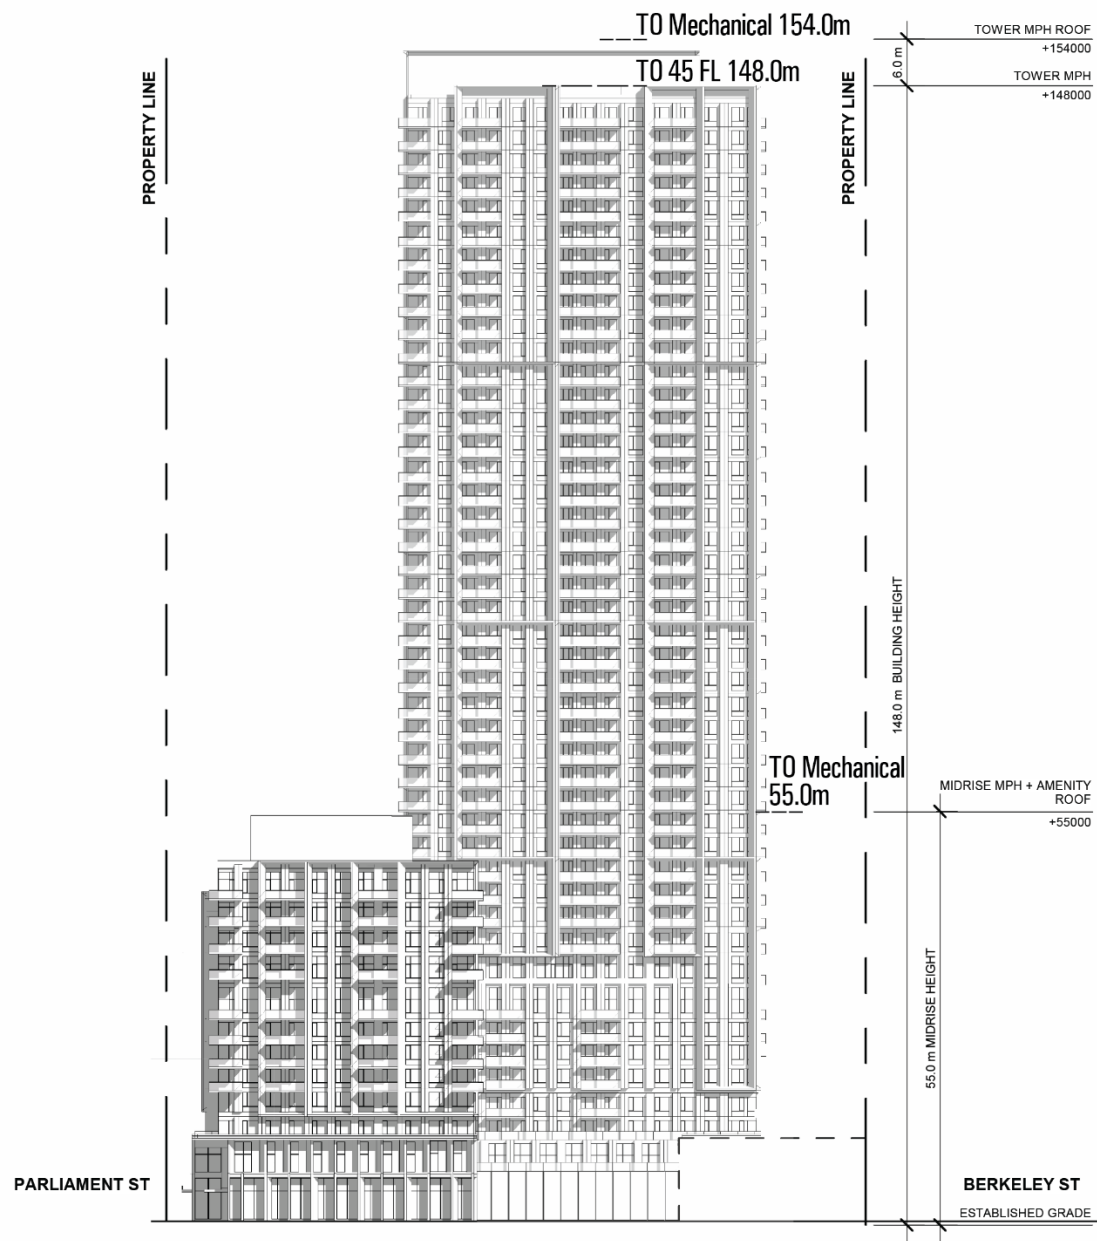 TO Mechanical 154.0m
TOWER MPH ROOF
+154000
6.0 m
TO 45 FL 148.0m
TOWER MPH
+148000
PROPERTY LINE
PROPERTY LINE
148.0 m BUILDING HEIGHT
TO Mechanical
55.0m
MIDRISE MPH + AMENITY
ROOF
+55000
55.0 m MIDRISE HEIGHT
PARLIAMENT ST
BERKELEY ST
ESTABLISHED GRADE